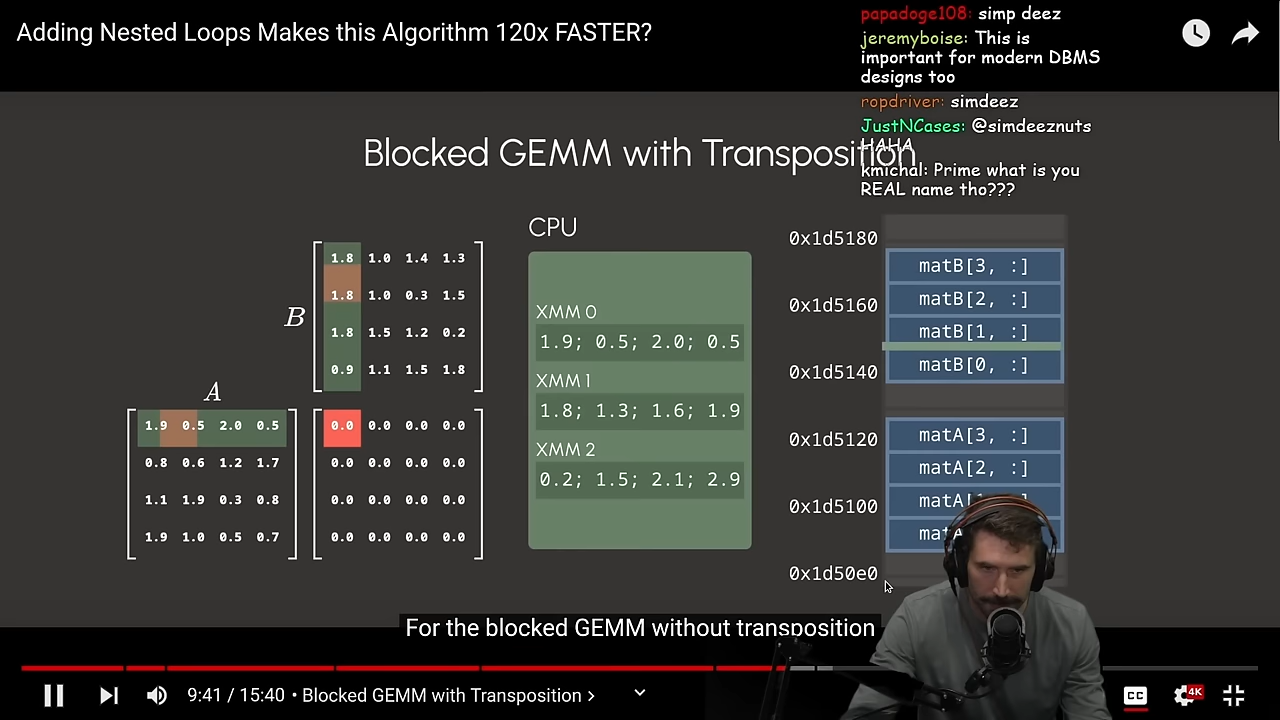 Adding Nested Loops Makes this Algorithm 120x FASTER?
papadoge108: simp deez
jeremyboise: This is
important for modern DBMS
designs too
ropdriver: simdeez
JustNCases: @simdeeznuts
HAHA
kmichal: Prime what is you
REAL name tho???
Blocked GEMM with Transposition
B
1.8 1.0 1.4 1.3
1.8 1.0 0.3 1.5
1.8 1.5 1.2 0.2
0.9 1.1 1.5 1.8
A
1.9 0.5 2.0 0.5
0.8 0.6 1.2 1.7
1.1 1.9 0.3 0.8
1.9 1.0 0.5 0.7
0.0 0.0 0.0 0.0
0.0 0.0 0.0 0.0
0.0 0.0 0.0 0.0
0.0 0.0 0.0 0.0
CPU
XMM 0
1.9; 0.5; 2.0; 0.5
XMM 1
1.8; 1.3; 1.6; 1.9
XMM 2
0.2; 1.5; 2.1; 2.9
0x1d5180
0x1d5160
0x1d5140
0x1d5120
0x1d5100
0x1d50e0
matB[3, :]
matB[2, :]
matB[1, :]
matB[0, :]
matA[3, :]
matA[2, :]
For the blocked GEMM without transposition
9:41 / 15:40 • Blocked GEMM with Transposition >
CC
4K